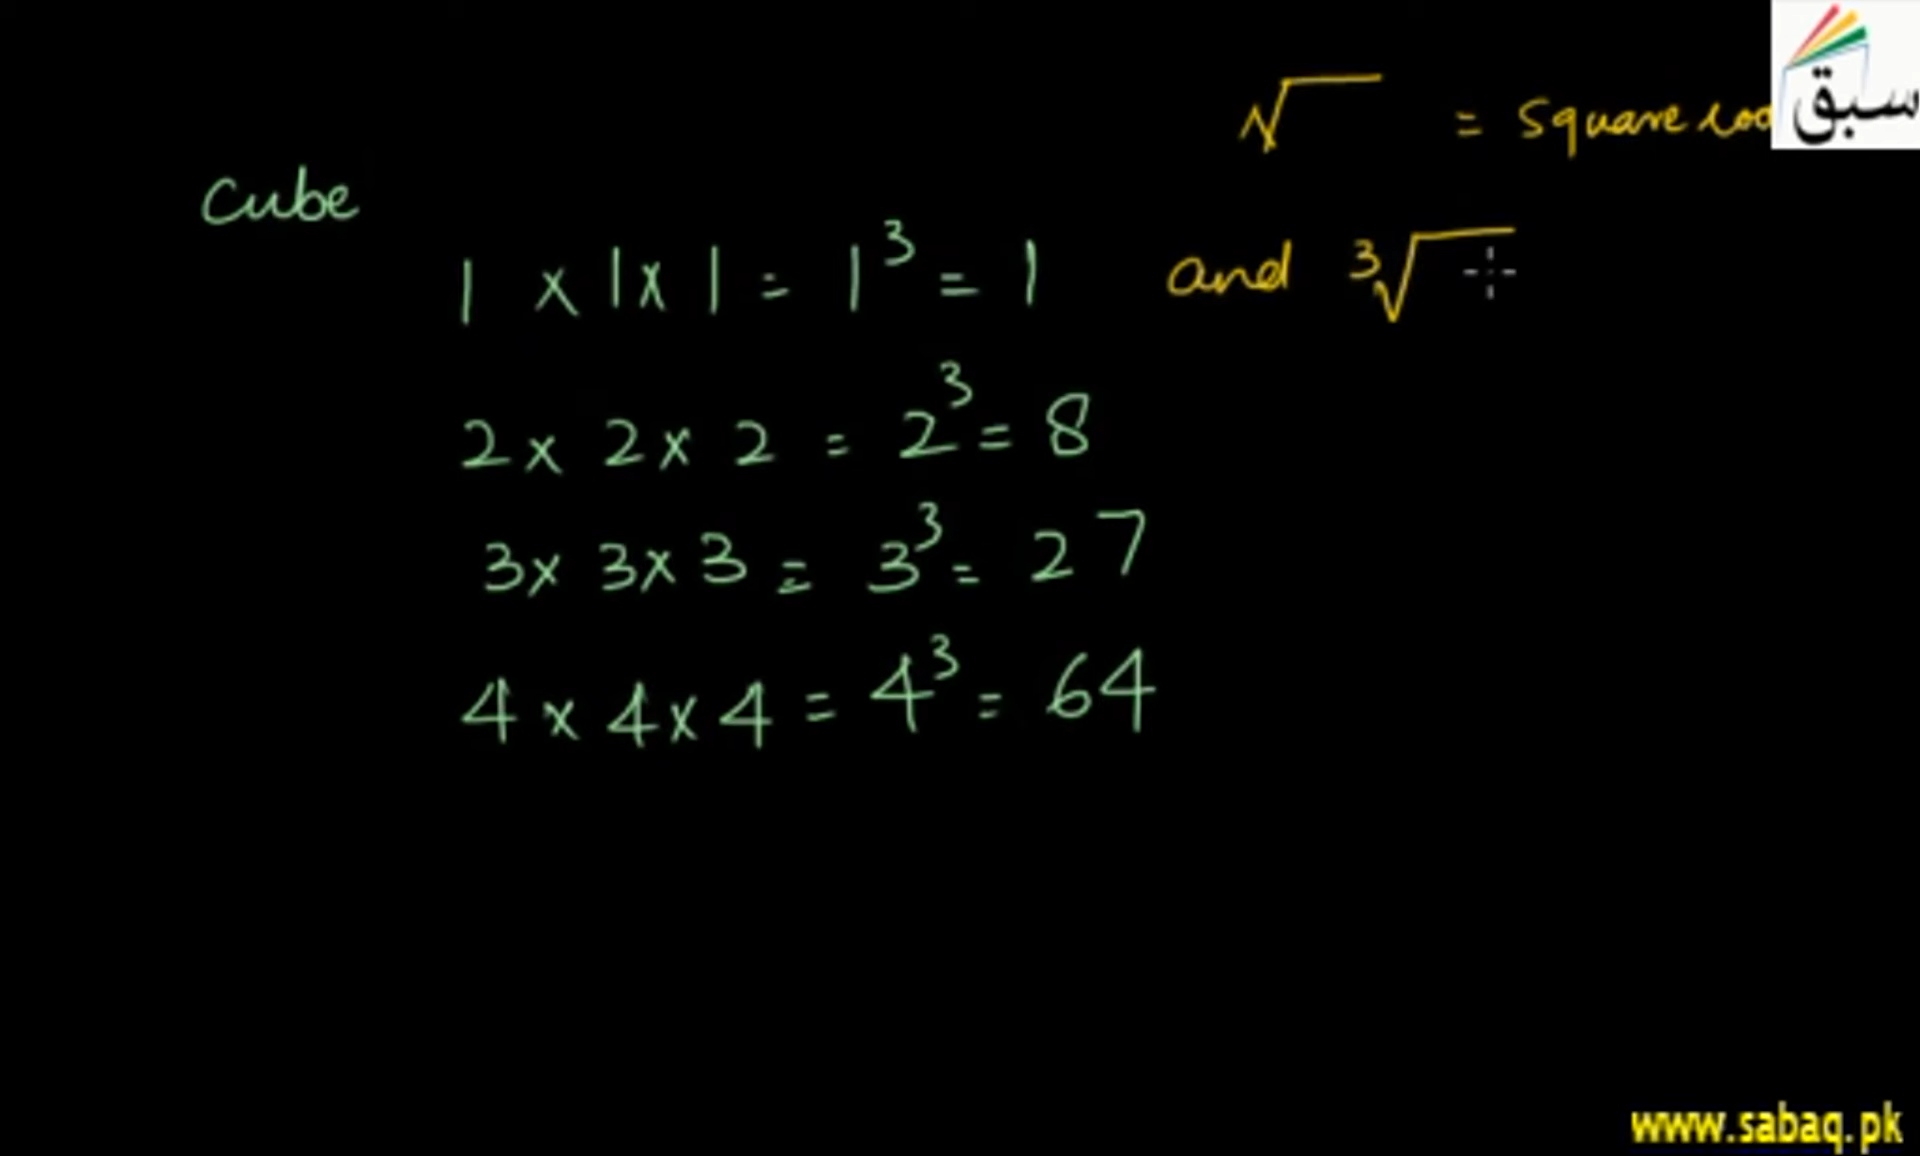 √ = square
سبق
Cube
1 × 1 × 1 = 1³ = 1
and ³√
2 × 2 × 2 = 2³ = 8
3 × 3 × 3 = 3³ = 27
4 × 4 × 4 = 4³ = 64
www.sabaq.pk